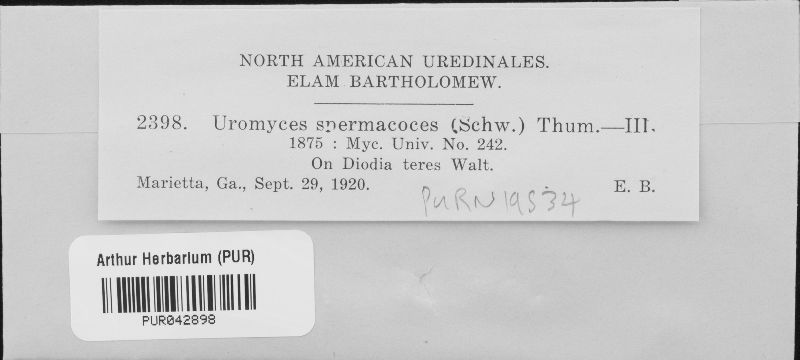 NORTH AMERICAN UREDINALES.
ELAM BARTHOLOMEW.
2398. Uromyces spermacoces (Schw.) Thum.—III.
1875 : Myc. Univ. No. 242.
On Diodia teres Walt.
Marietta, Ga., Sept. 29, 1920. E. B.
PURN19534
Arthur Herbarium (PUR)
PUR042898